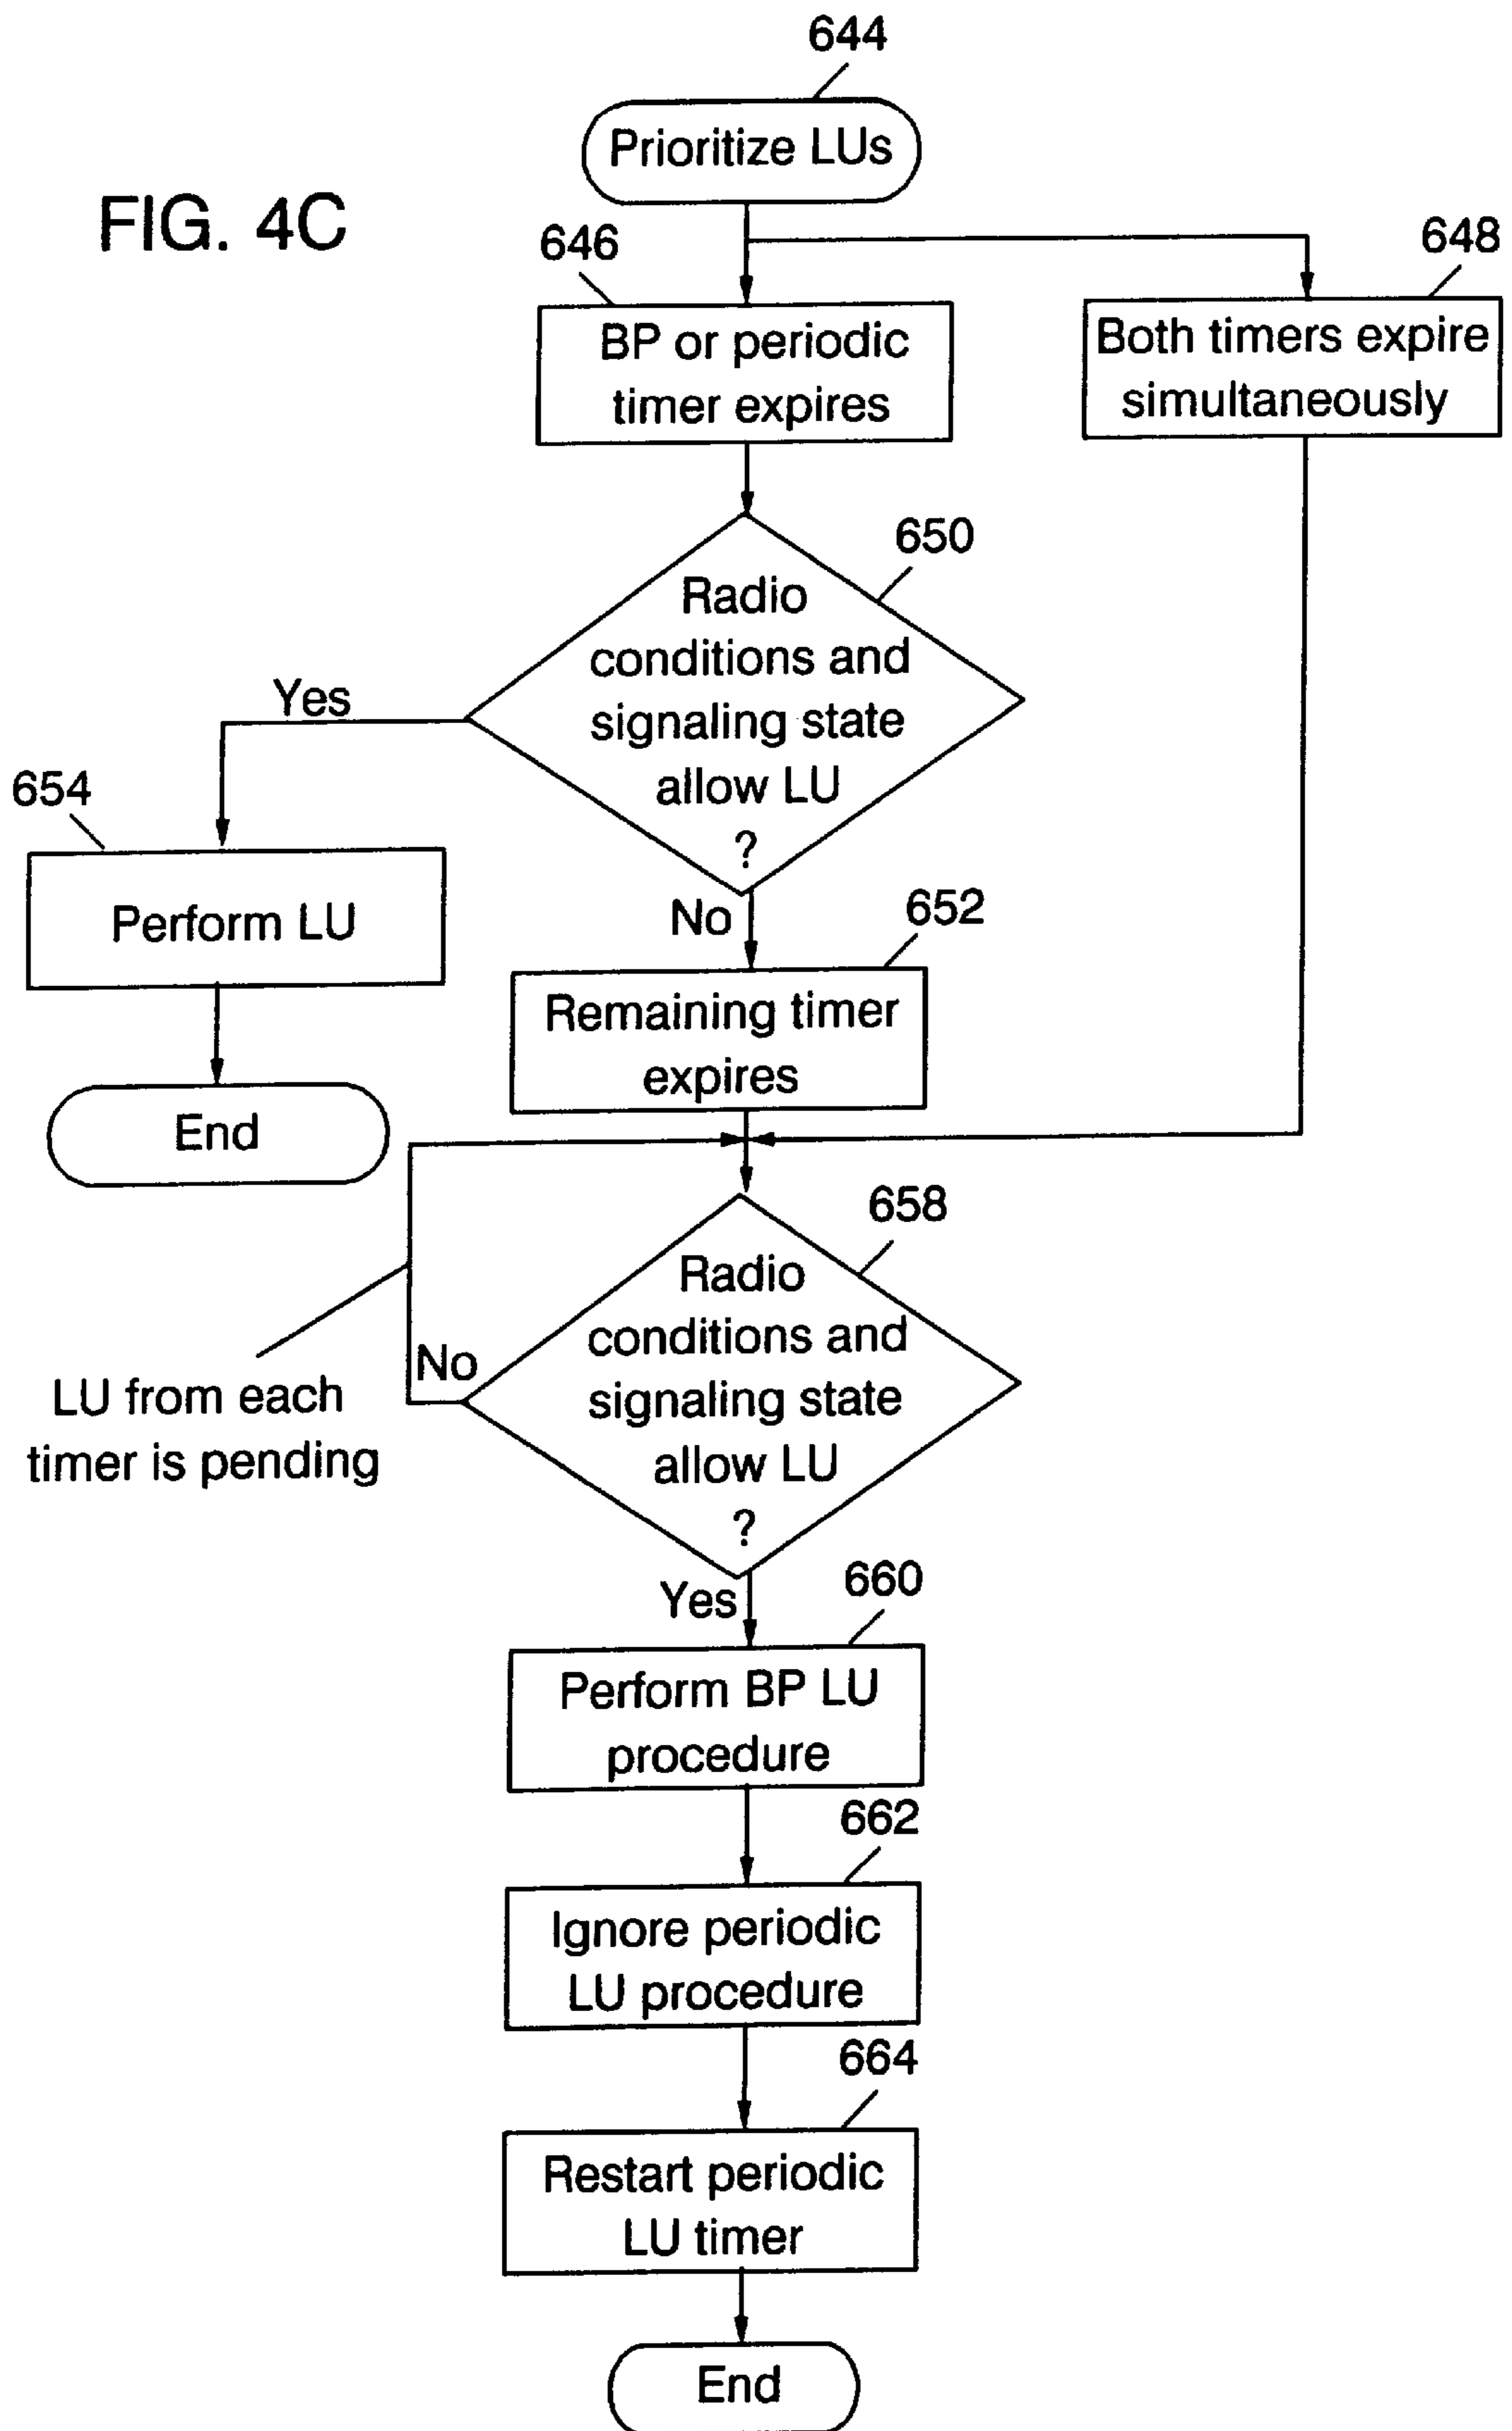 644
Prioritize LUs
FIG. 4C
646
648
BP or periodic
timer expires
Both timers expire
simultaneously
650
Radio
conditions and
signaling state
allow LU
?
Yes
654
Perform LU
End
No
652
Remaining timer
expires
658
Radio
conditions and
signaling state
allow LU
?
No
LU from each
timer is pending
Yes
660
Perform BP LU
procedure
662
Ignore periodic
LU procedure
664
Restart periodic
LU timer
End